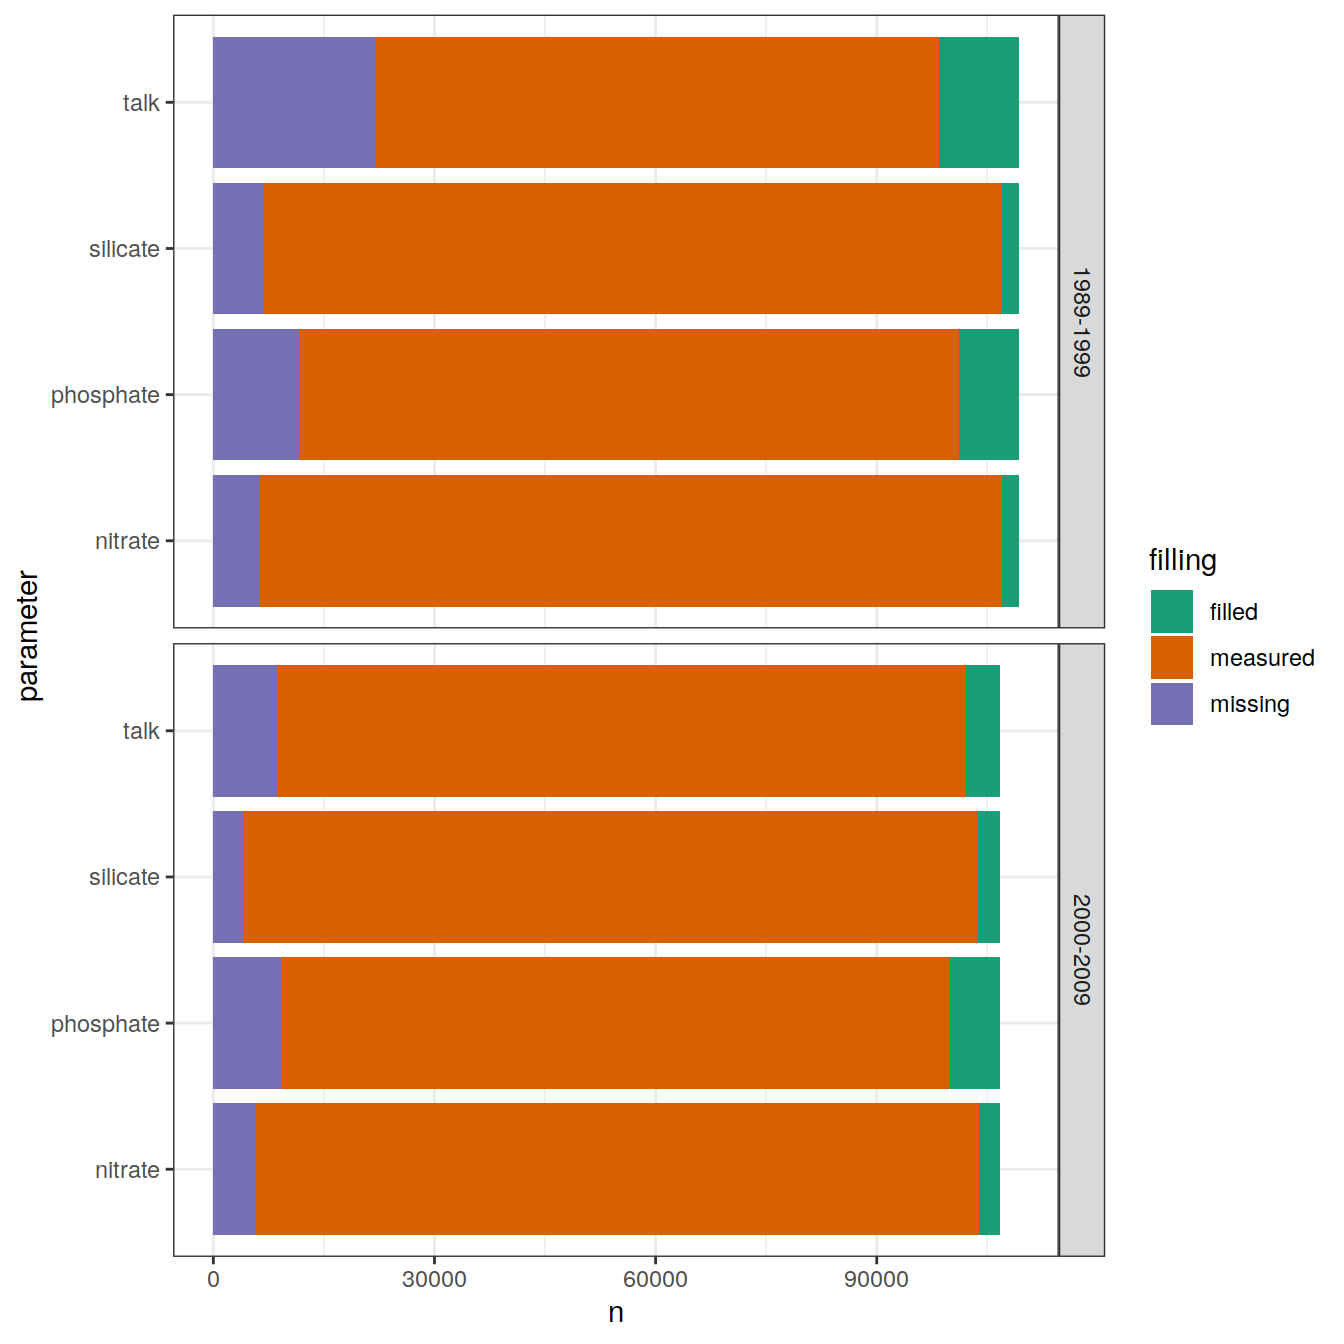 talk
silicate
phosphate
nitrate
1989-1999
talk
silicate
phosphate
nitrate
2000-2009
0 30000 60000 90000
n
parameter
filling
filled
measured
missing